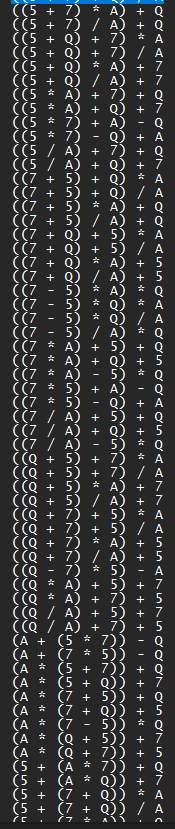 ((5 + 7) * A) + Q
((5 + 7) / A) + Q
((5 + Q) + 7) * A
((5 + Q) + 7) / A
((5 + Q) * A) + 7
((5 + Q) / A) + 7
((5 * A) + 7) + Q
((5 * A) + Q) + 7
((5 * 7) + A) - Q
((5 * 7) - Q) + A
((5 / A) + 7) + Q
((5 / A) + Q) + 7
((7 + 5) + Q) * A
((7 + 5) + Q) / A
((7 + 5) * A) + Q
((7 + 5) / A) + Q
((7 + Q) + 5) * A
((7 + Q) + 5) / A
((7 + Q) * A) + 5
((7 + Q) / A) + 5
((7 - 5) * A) * Q
((7 - 5) * Q) * A
((7 - 5) * Q) / A
((7 - 5) / A) * Q
((7 * A) + 5) + Q
((7 * A) + Q) + 5
((7 * A) - 5) * Q
((7 * 5) + A) - Q
((7 * 5) - Q) + A
((7 / A) + 5) + Q
((7 / A) + Q) + 5
((7 / A) - 5) * Q
((Q + 5) + 7) * A
((Q + 5) + 7) / A
((Q + 5) * A) + 7
((Q + 5) / A) + 7
((Q + 7) + 5) * A
((Q + 7) + 5) / A
((Q + 7) * A) + 5
((Q + 7) / A) + 5
((Q - 7) * 5) - A
((Q * A) + 5) + 7
((Q * A) + 7) + 5
((Q / A) + 5) + 7
((Q / A) + 7) + 5
(A + (5 * 7)) - Q
(A + (7 * 5)) - Q
(A * (5 + 7)) + Q
(A * (5 + Q)) + 7
(A * (7 + 5)) + Q
(A * (7 + Q)) + 5
(A * (7 - 5)) * Q
(A * (Q + 5)) + 7
(A * (Q + 7)) + 5
(5 + (A * 7)) + Q
(5 + (A * Q)) + 7
(5 + (7 + Q)) * A
(5 + (7 + Q)) / A